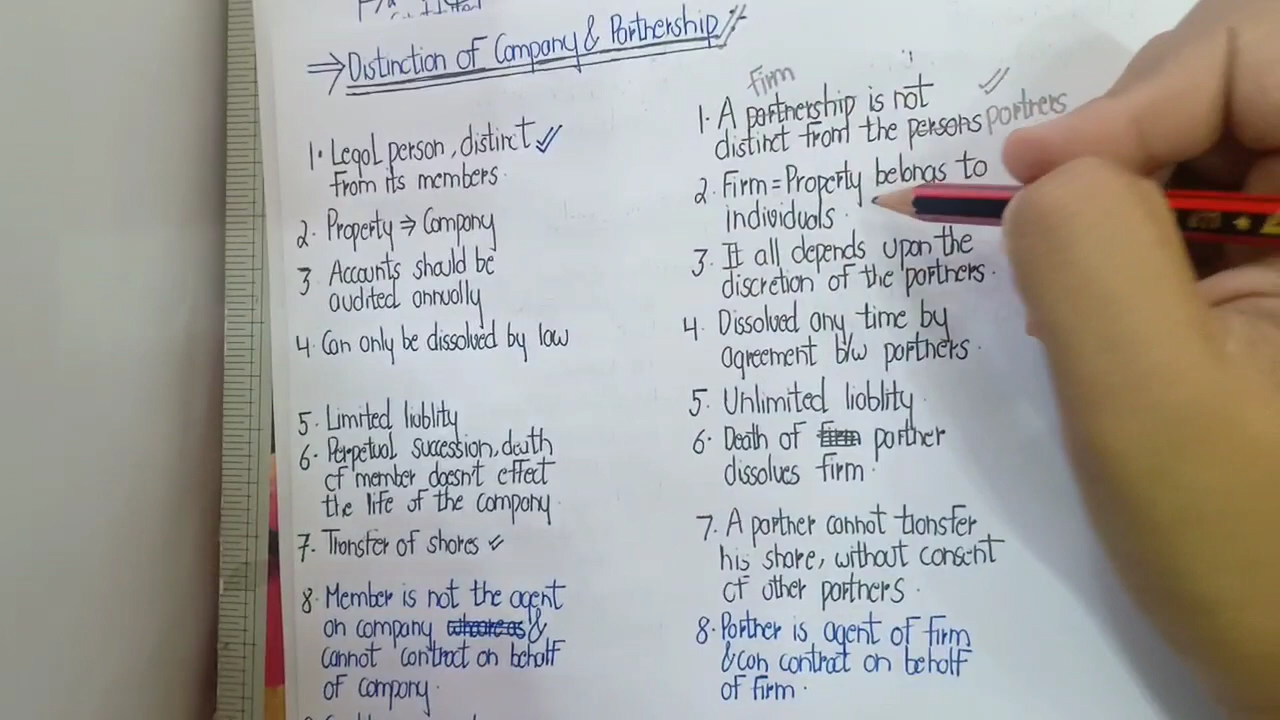 ⇒ Distinction of Company & Partnership
1. Legal person, distinct ✓
from its members.
2. Property ⇒ Company
3 Accounts should be
audited annually
4. Can only be dissolved by law
5. Limited liablity
6. Perpetual succession, death
of member doesn't effect
the life of the company.
7. Transfer of shares ✓
8. Member is not the agent
on company &
cannot contract on behalf
of company.
firm
1. A partnership is not ✓
distinct from the persons partners
2. Firm = Property belongs to
individuals.
3. It all depends upon the
discretion of the partners.
4. Dissolved any time by
agreement b/w partners.
5. Unlimited liablity.
6. Death of firm partner
dissolves firm.
7. A partner cannot transfer
his share, without consent
of other partners.
8. Partner is agent of firm
& can contract on behalf
of firm.